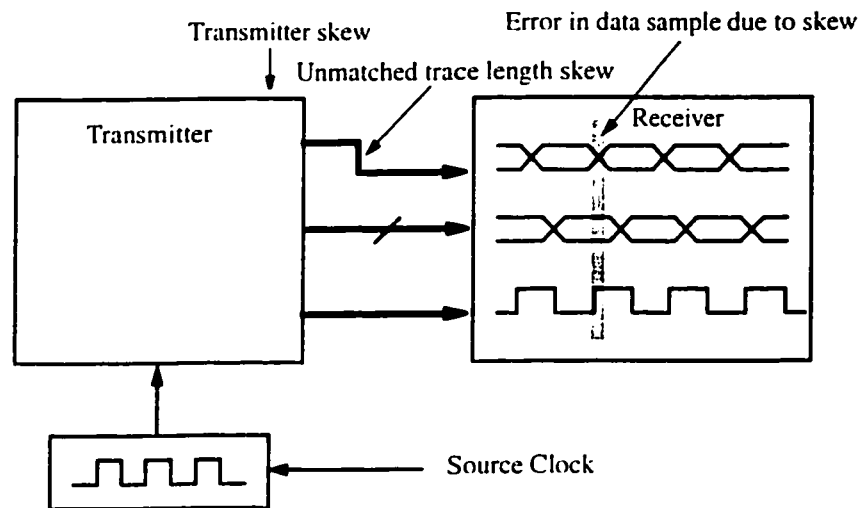 Transmitter skew
Error in data sample due to skew
Unmatched trace length skew
Transmitter
Receiver
Source Clock